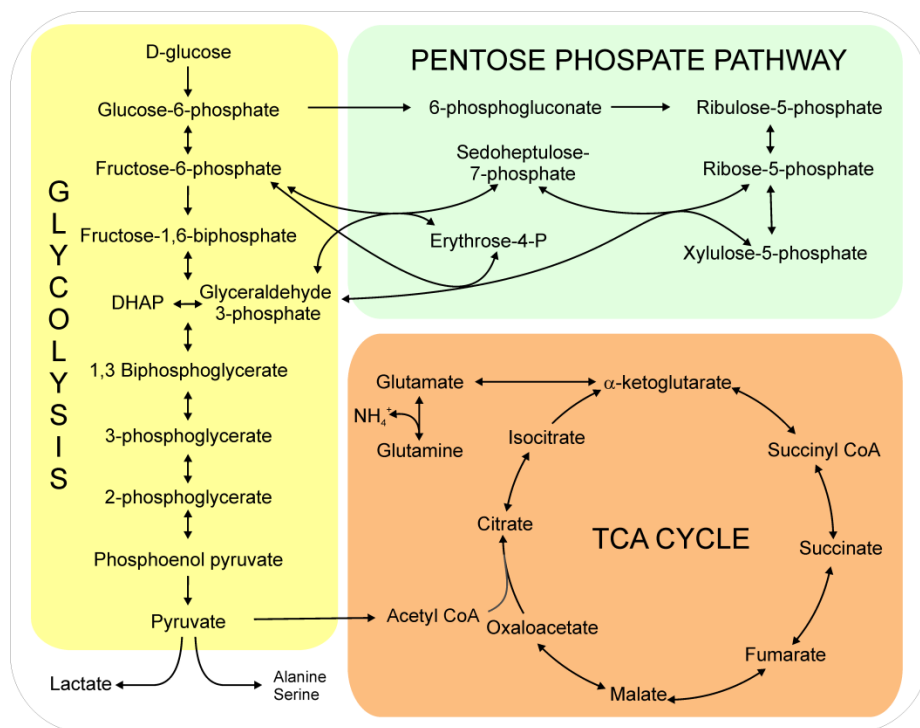 GLYCOLYSIS
D-glucose
Glucose-6-phosphate
Fructose-6-phosphate
Fructose-1,6-biphosphate
DHAP
Glyceraldehyde
3-phosphate
1,3 Biphosphoglycerate
3-phosphoglycerate
2-phosphoglycerate
Phosphoenol pyruvate
Pyruvate
Lactate
Alanine
Serine
PENTOSE PHOSPATE PATHWAY
6-phosphogluconate
Ribulose-5-phosphate
Sedoheptulose-
7-phosphate
Ribose-5-phosphate
Erythrose-4-P
Xylulose-5-phosphate
Glutamate
α-ketoglutarate
NH₄⁺
Glutamine
Isocitrate
Succinyl CoA
Citrate
TCA CYCLE
Succinate
Acetyl CoA
Oxaloacetate
Fumarate
Malate